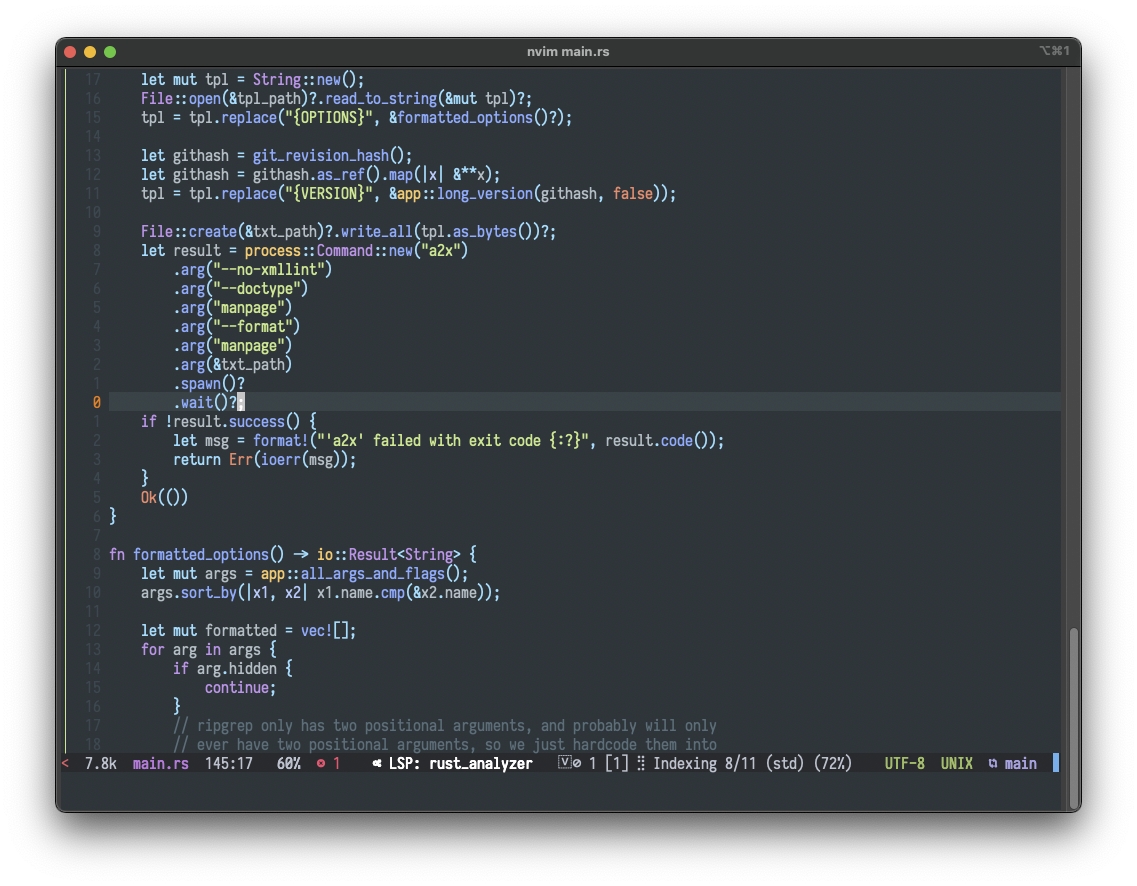 nvim main.rs
⌥⌘1
17 let mut tpl = String::new();
16 File::open(&tpl_path)?.read_to_string(&mut tpl)?;
15 tpl = tpl.replace("{OPTIONS}", &formatted_options()?);
14
13 let githash = git_revision_hash();
12 let githash = githash.as_ref().map(|x| &**x);
11 tpl = tpl.replace("{VERSION}", &app::long_version(githash, false));
10
9 File::create(&txt_path)?.write_all(tpl.as_bytes())?;
8 let result = process::Command::new("a2x")
7 .arg("--no-xmllint")
6 .arg("--doctype")
5 .arg("manpage")
4 .arg("--format")
3 .arg("manpage")
2 .arg(&txt_path)
1 .spawn()?
0 .wait()?;
1 if !result.success() {
2 let msg = format!("'a2x' failed with exit code {:?}", result.code());
3 return Err(ioerr(msg));
4 }
5 Ok(())
6 }
7
8 fn formatted_options() -> io::Result<String> {
9 let mut args = app::all_args_and_flags();
10 args.sort_by(|x1, x2| x1.name.cmp(&x2.name));
11
12 let mut formatted = vec![];
13 for arg in args {
14 if arg.hidden {
15 continue;
16 }
17 // ripgrep only has two positional arguments, and probably will only
18 // ever have two positional arguments, so we just hardcode them into
< 7.8k main.rs 145:17 60% 1 LSP: rust_analyzer V 1 [1] Indexing 8/11 (std) (72%) UTF-8 UNIX main